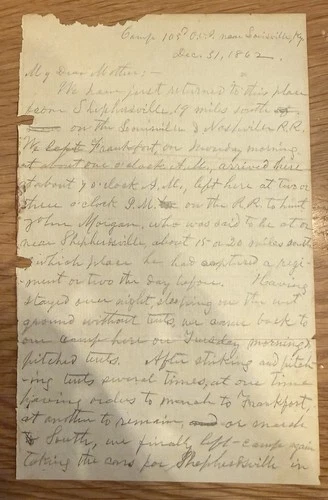 Camp 105th O.V.I. near Louisville, Ky.
Dec. 31, 1862.
My Dear Mother:-
We have just returned to this place
from Shephersville, 19 miles south
on the Louisville & Nashville R.R.
We left Frankfort on Monday morning
at about one o'clock A.M., arrived here
at about 7 o'clock A.M., left here at two or
three o'clock P.M. on the R.R. to hunt
John Morgan, who was said to be at or
near Shephersville, about 15 or 20 miles south
which place he had captured a regi-
ment or two the day before. Having
stayed over night, sleeping on the wet
ground without tents, we came back to
our camp here on Tuesday morning,
pitched tents. After striking and pitch-
ing tents several times, at one time
having orders to march to Frankfort,
at another to remain, or march
South, we finally left camp again
taking the cars for Shephersville in